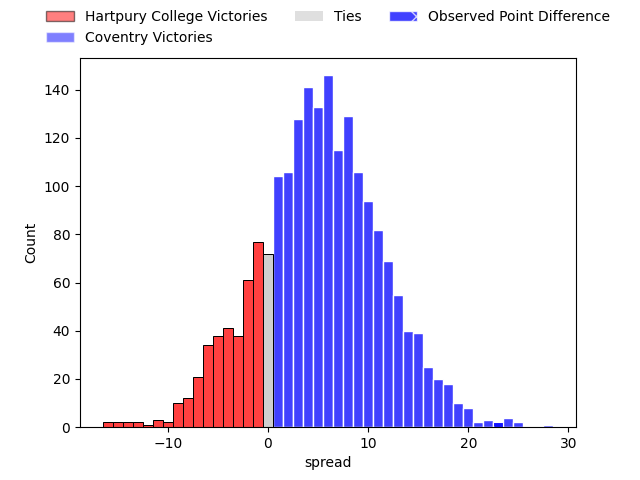 Hartpury College Victories
Ties
Observed Point Difference
Coventry Victories
140
120
100
80
60
40
20
0
−10
0
10
20
30
Count
spread